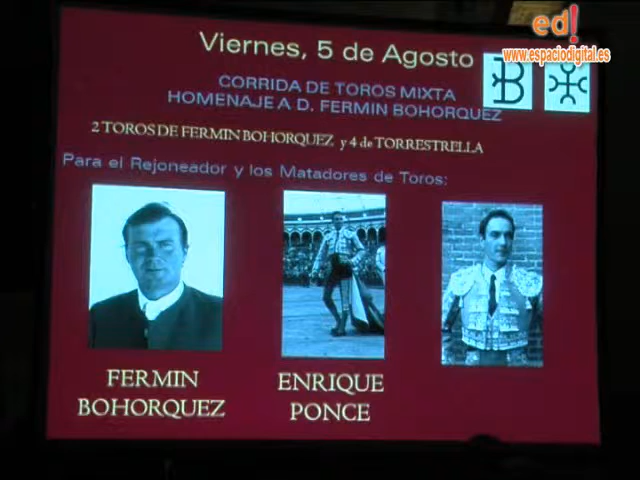 ed!
www.espaciodigital.es
Viernes, 5 de Agosto
CORRIDA DE TOROS MIXTA
HOMENAJE A D. FERMIN BOHORQUEZ
2 TOROS DE FERMIN BOHORQUEZ y 4 de TORRESTRELLA
Para el Rejoneador y los Matadores de Toros:
FERMIN
BOHORQUEZ
ENRIQUE
PONCE